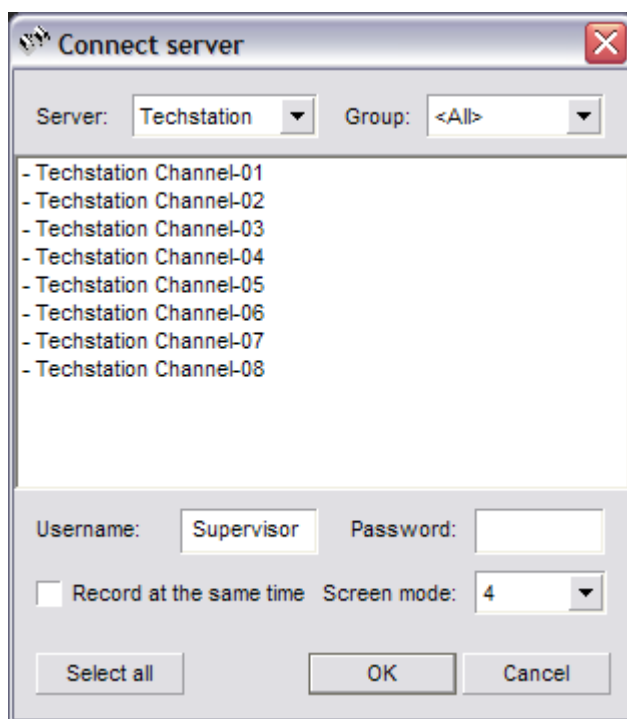 Connect server
Server: Techstation Group: <All>
- Techstation Channel-01
- Techstation Channel-02
- Techstation Channel-03
- Techstation Channel-04
- Techstation Channel-05
- Techstation Channel-06
- Techstation Channel-07
- Techstation Channel-08
Username: Supervisor Password:
Record at the same time Screen mode: 4
Select all OK Cancel